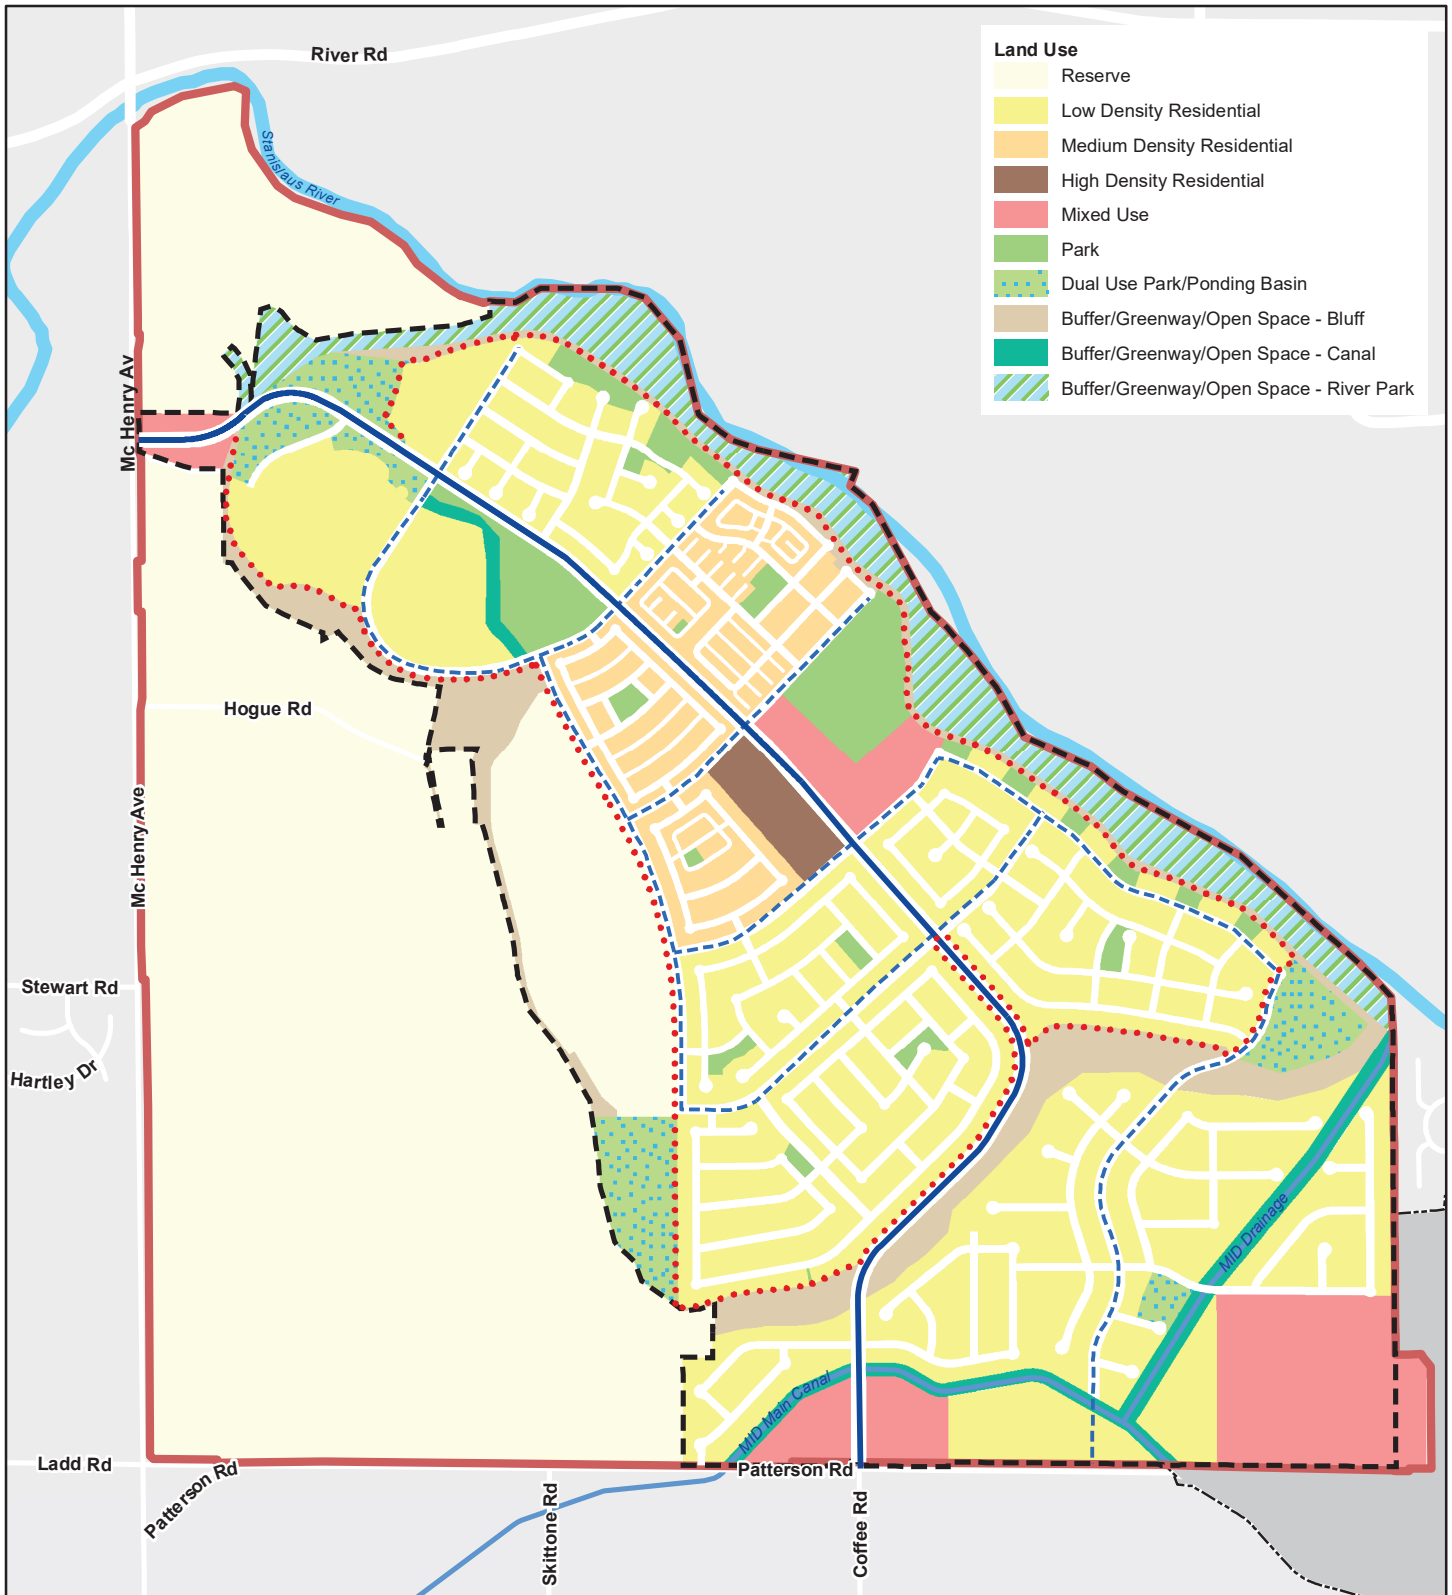 River Rd
Land Use
Reserve
Low Density Residential
Medium Density Residential
High Density Residential
Mixed Use
Park
Dual Use Park/Ponding Basin
Buffer/Greenway/Open Space - Bluff
Buffer/Greenway/Open Space - Canal
Buffer/Greenway/Open Space - River Park
Stanislaus River
Mc Henry Av
Hogue Rd
Mc Henry Ave
Stewart Rd
Hartley Dr
MID Drainage
MID Main Canal
Ladd Rd
Patterson Rd
Patterson Rd
Skittone Rd
Coffee Rd